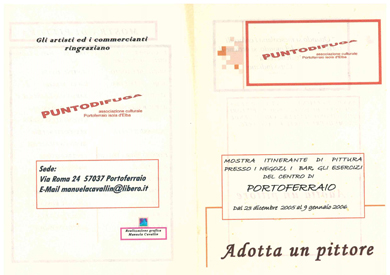 Gli artisti ed i commercianti
ringraziano
PUNTODIFUGA
associazione culturale
Portoferraio isola d'Elba
Sede:
Via Roma 24 57037 Portoferraio
E-Mail manuelacavallin@libero.it
Realizzazione grafica
Manuela Cavallin
PUNTODIFUGA
associazione culturale
Portoferraio isola d'Elba
MOSTRA ITINERANTE DI PITTURA
PRESSO I NEGOZI, I BAR, GLI ESERCIZI
DEL CENTRO DI
PORTOFERRAIO
Dal 23 dicembre 2005 al 9 gennaio 2006
Adotta un pittore